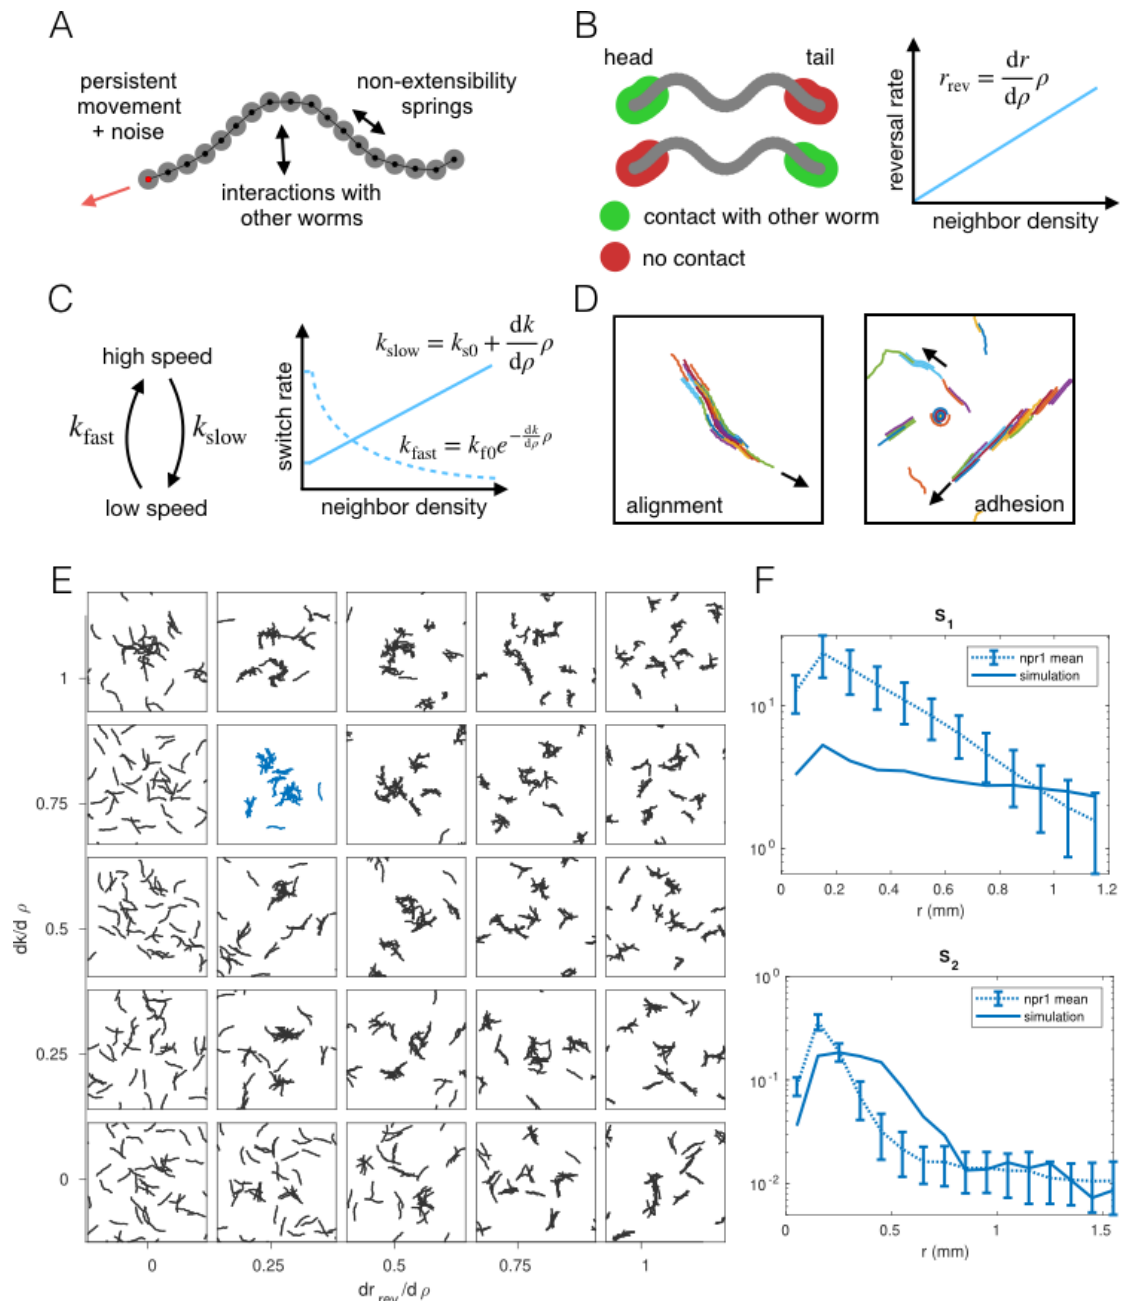 A
persistent
movement
+ noise
non-extensibility
springs
interactions with
other worms
B
head
tail
contact with other worm
no contact
reversal rate
r_rev = dr/dρ ρ
neighbor density
C
high speed
k_fast
k_slow
low speed
switch rate
k_slow = k_s0 + dk/dρ ρ
k_fast = k_f0 e^(-dk/dρ ρ)
neighbor density
D
alignment
adhesion
E
dk/d ρ
1
0.75
0.5
0.25
0
0
0.25
0.5
0.75
1
dr_rev/d ρ
F
S_1
npr1 mean
simulation
10^1
10^0
0
0.2
0.4
0.6
0.8
1
1.2
r (mm)
S_2
npr1 mean
simulation
10^0
10^-1
10^-2
0
0.5
1
1.5
r (mm)